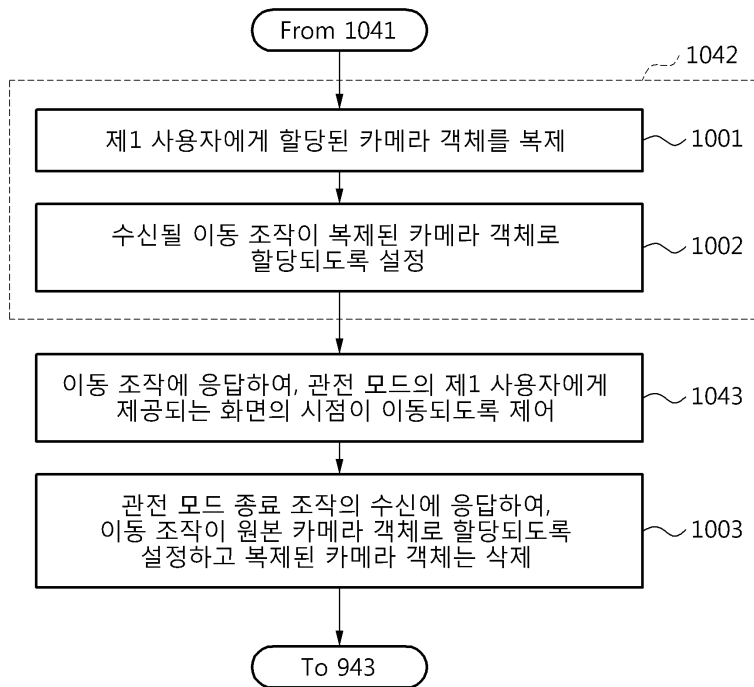 From 1041
1042
제1 사용자에게 할당된 카메라 객체를 복제
1001
수신될 이동 조작이 복제된 카메라 객체로
할당되도록 설정
1002
이동 조작에 응답하여, 관전 모드의 제1 사용자에게
제공되는 화면의 시점이 이동되도록 제어
1043
관전 모드 종료 조작의 수신에 응답하여,
이동 조작이 원본 카메라 객체로 할당되도록
설정하고 복제된 카메라 객체는 삭제
1003
To 943